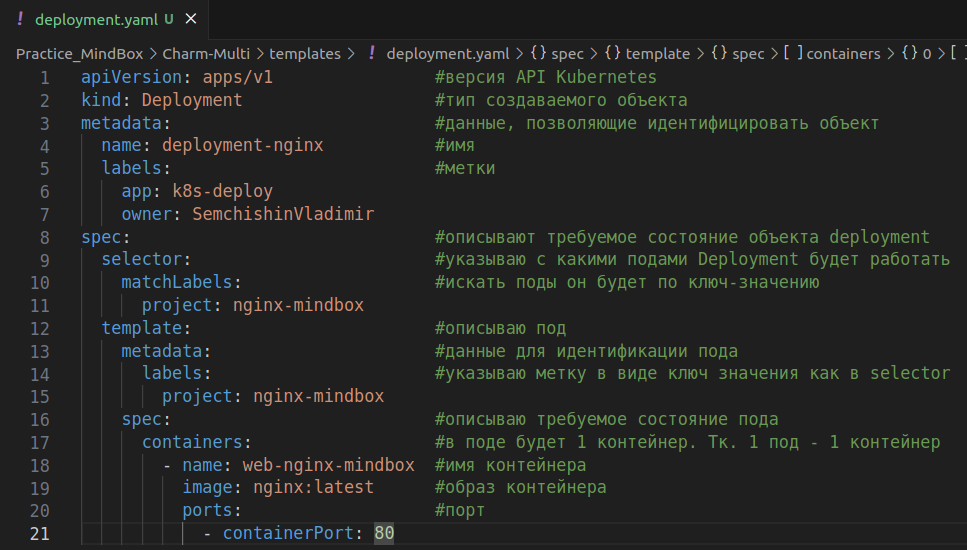 ! deployment.yaml U ×
Practice_MindBox > Charm-Multi > templates > ! deployment.yaml > {} spec > {} template > {} spec > [ ] containers > {} 0 > [
1 apiVersion: apps/v1 #версия API Kubernetes
2 kind: Deployment #тип создаваемого объекта
3 metadata: #данные, позволяющие идентифицировать объект
4 name: deployment-nginx #имя
5 labels: #метки
6 app: k8s-deploy
7 owner: SemchishinVladimir
8 spec: #описывают требуемое состояние объекта deployment
9 selector: #указываю с какими подами Deployment будет работать
10 matchLabels: #искать поды он будет по ключ-значению
11 project: nginx-mindbox
12 template: #описываю под
13 metadata: #данные для идентификации пода
14 labels: #указываю метку в виде ключ значения как в selector
15 project: nginx-mindbox
16 spec: #описываю требуемое состояние пода
17 containers: #в поде будет 1 контейнер. Тк. 1 под - 1 контейнер
18 - name: web-nginx-mindbox #имя контейнера
19 image: nginx:latest #образ контейнера
20 ports: #порт
21 - containerPort: 80